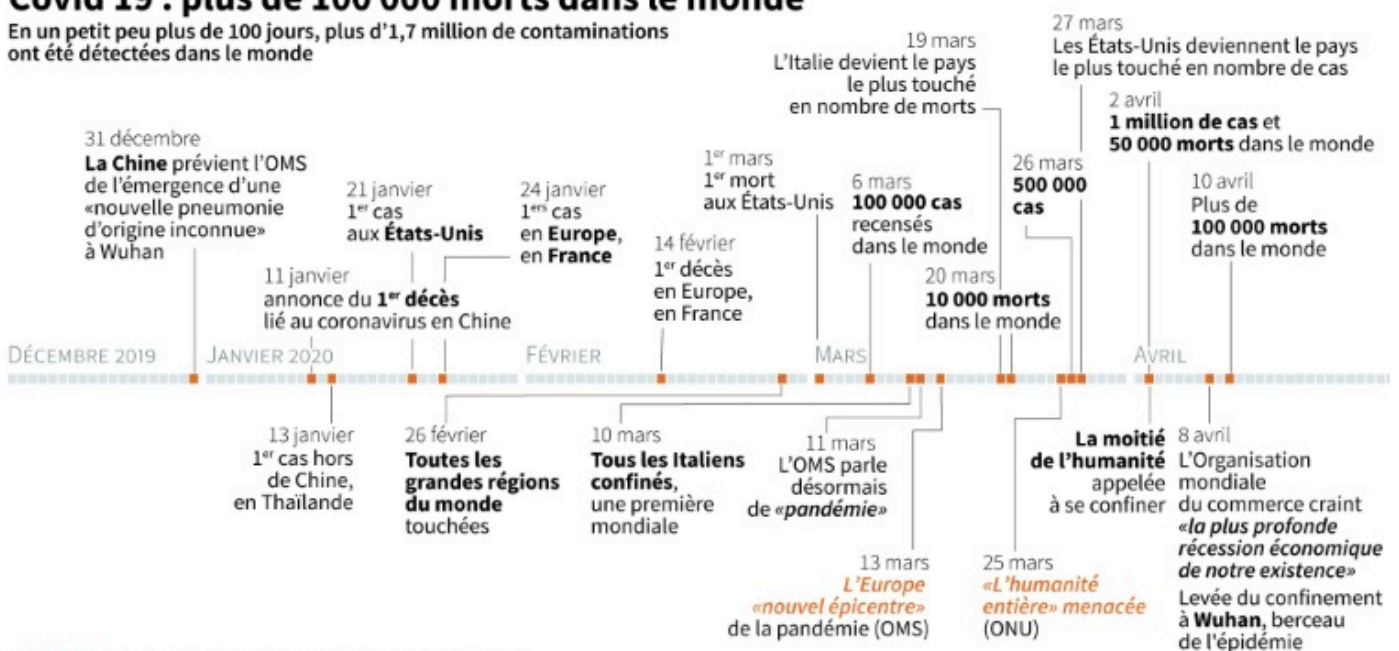 Covid 19 : plus de 100 000 morts dans le monde
En un petit peu plus de 100 jours, plus d’1,7 million de contaminations
ont été détectées dans le monde
31 décembre
La Chine prévient l’OMS
de l’émergence d’une
«nouvelle pneumonie
d’origine inconnue»
à Wuhan
11 janvier
annonce du 1er décès
lié au coronavirus en Chine
21 janvier
1er cas
aux États-Unis
24 janvier
1ers cas
en Europe,
en France
14 février
1er décès
en Europe,
en France
1er mars
1er mort
aux États-Unis
6 mars
100 000 cas
recensés
dans le monde
19 mars
L’Italie devient le pays
le plus touché
en nombre de morts
20 mars
10 000 morts
dans le monde
26 mars
500 000
cas
27 mars
Les États-Unis deviennent le pays
le plus touché en nombre de cas
2 avril
1 million de cas et
50 000 morts dans le monde
10 avril
Plus de
100 000 morts
dans le monde
DÉCEMBRE 2019
JANVIER 2020
FÉVRIER
MARS
AVRIL
13 janvier
1er cas hors
de Chine,
en Thaïlande
26 février
Toutes les
grandes régions
du monde
touchées
10 mars
Tous les Italiens
confinés,
une première
mondiale
11 mars
L’OMS parle
désormais
de «pandémie»
13 mars
L’Europe
«nouvel épicentre»
de la pandémie (OMS)
25 mars
«L’humanité
entière» menacée
(ONU)
La moitié
de l’humanité
appelée
à se confiner
8 avril
L’Organisation
mondiale
du commerce craint
«la plus profonde
récession économique
de notre existence»
Levée du confinement
à Wuhan, berceau
de l'épidémie